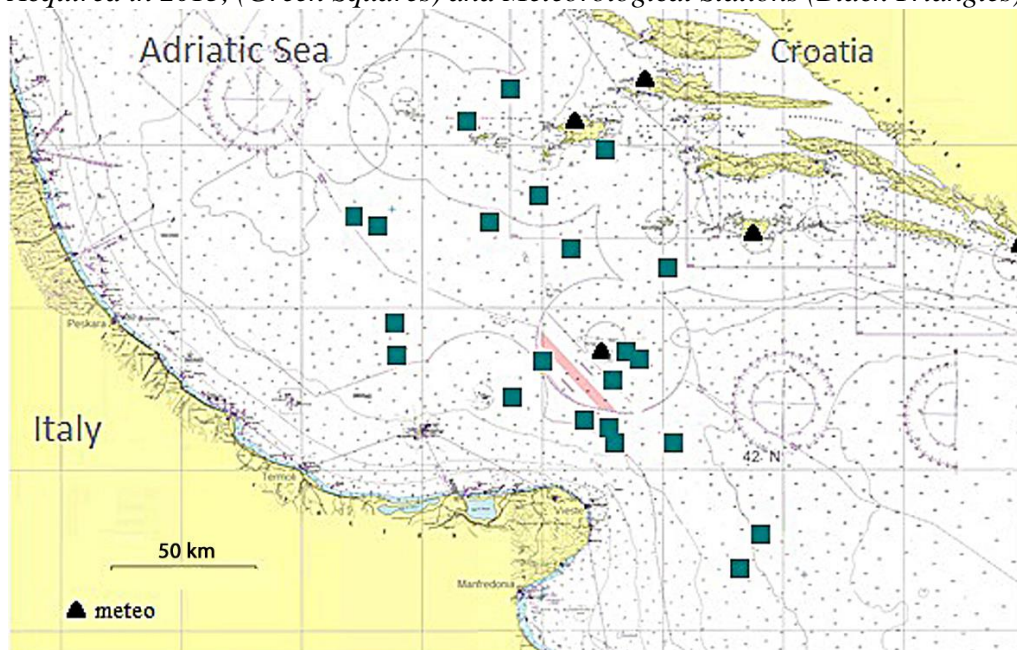 Acquired in 2015, (Green Squares) and Meteorological Stations (Black Triangles)
Adriatic Sea
Croatia
Peskara
Italy
42 N
Termoli
Vieste
50 km
Manfredonia
meteo